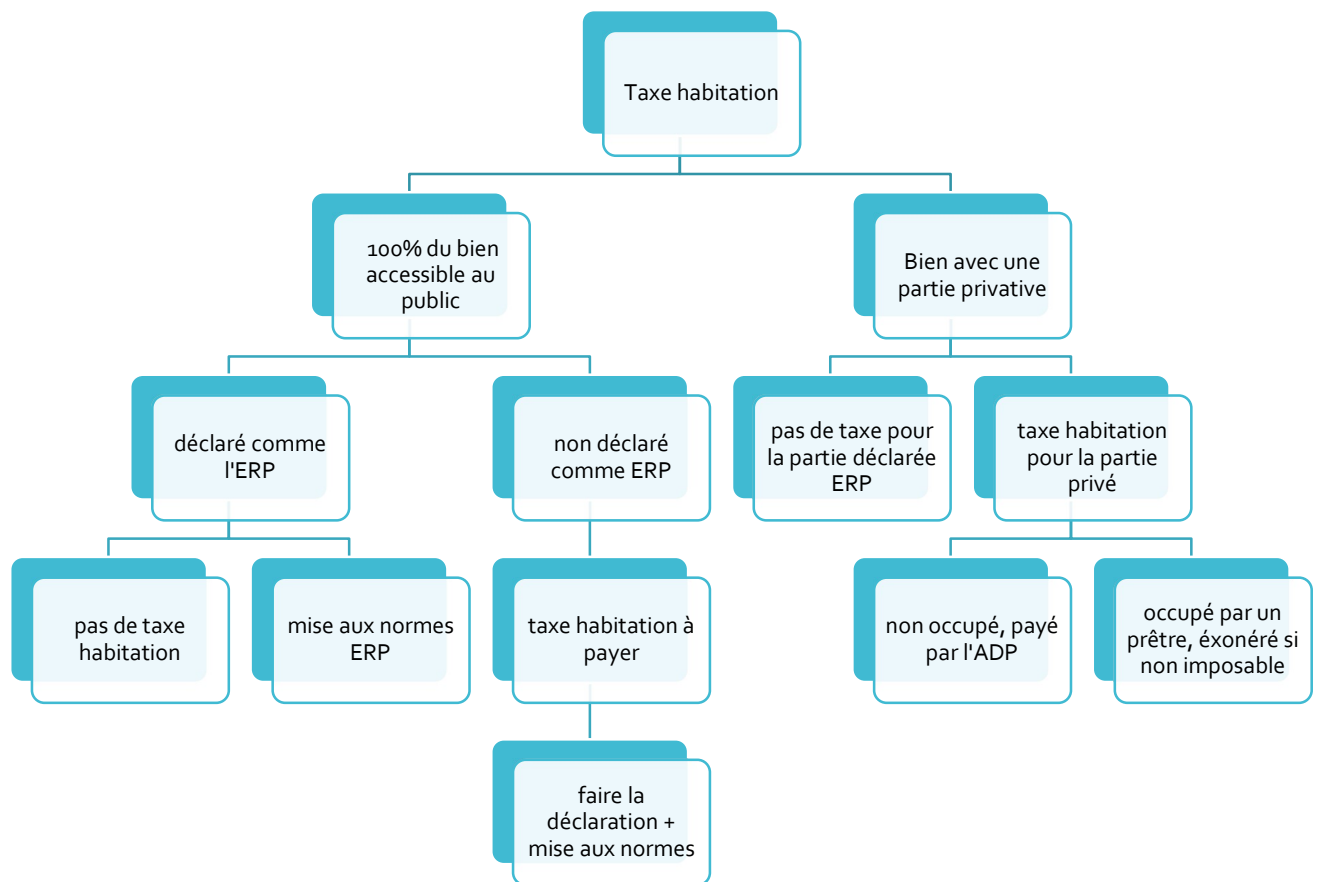 Taxe habitation
100% du bien
accessible au
public
Bien avec une
partie privative
déclaré comme
l'ERP
non déclaré
comme ERP
pas de taxe pour
la partie déclarée
ERP
taxe habitation
pour la partie
privé
pas de taxe
habitation
mise aux normes
ERP
taxe habitation à
payer
non occupé, payé
par l'ADP
occupé par un
prêtre, éxonéré si
non imposable
faire la
déclaration +
mise aux normes